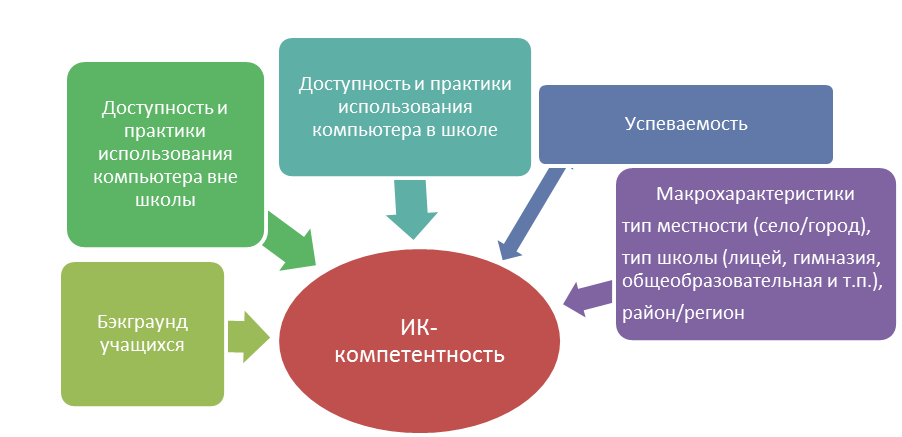 Доступность и практики
использования
компьютера в школе
Доступность и
практики
использования
компьютера вне
школы
Успеваемость
Макрохарактеристики
тип местности (село/город),
тип школы (лицей, гимназия,
общеобразовательная и т.п.),
район/регион
Бэкграунд
учащихся
ИК-
компетентность